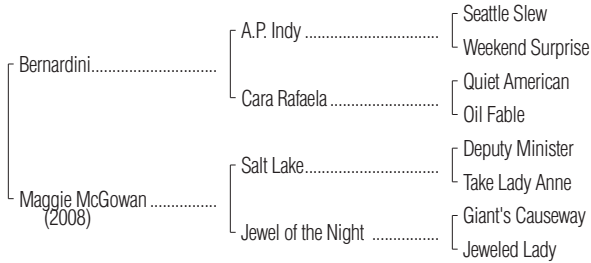 Seattle Slew
A.P. Indy ..............................
Weekend Surprise
Bernardini............................
Quiet American
Cara Rafaela ........................
Oil Fable
Deputy Minister
Salt Lake..............................
Take Lady Anne
Maggie McGowan ...............
(2008)
Giant's Causeway
Jewel of the Night ...............
Jeweled Lady